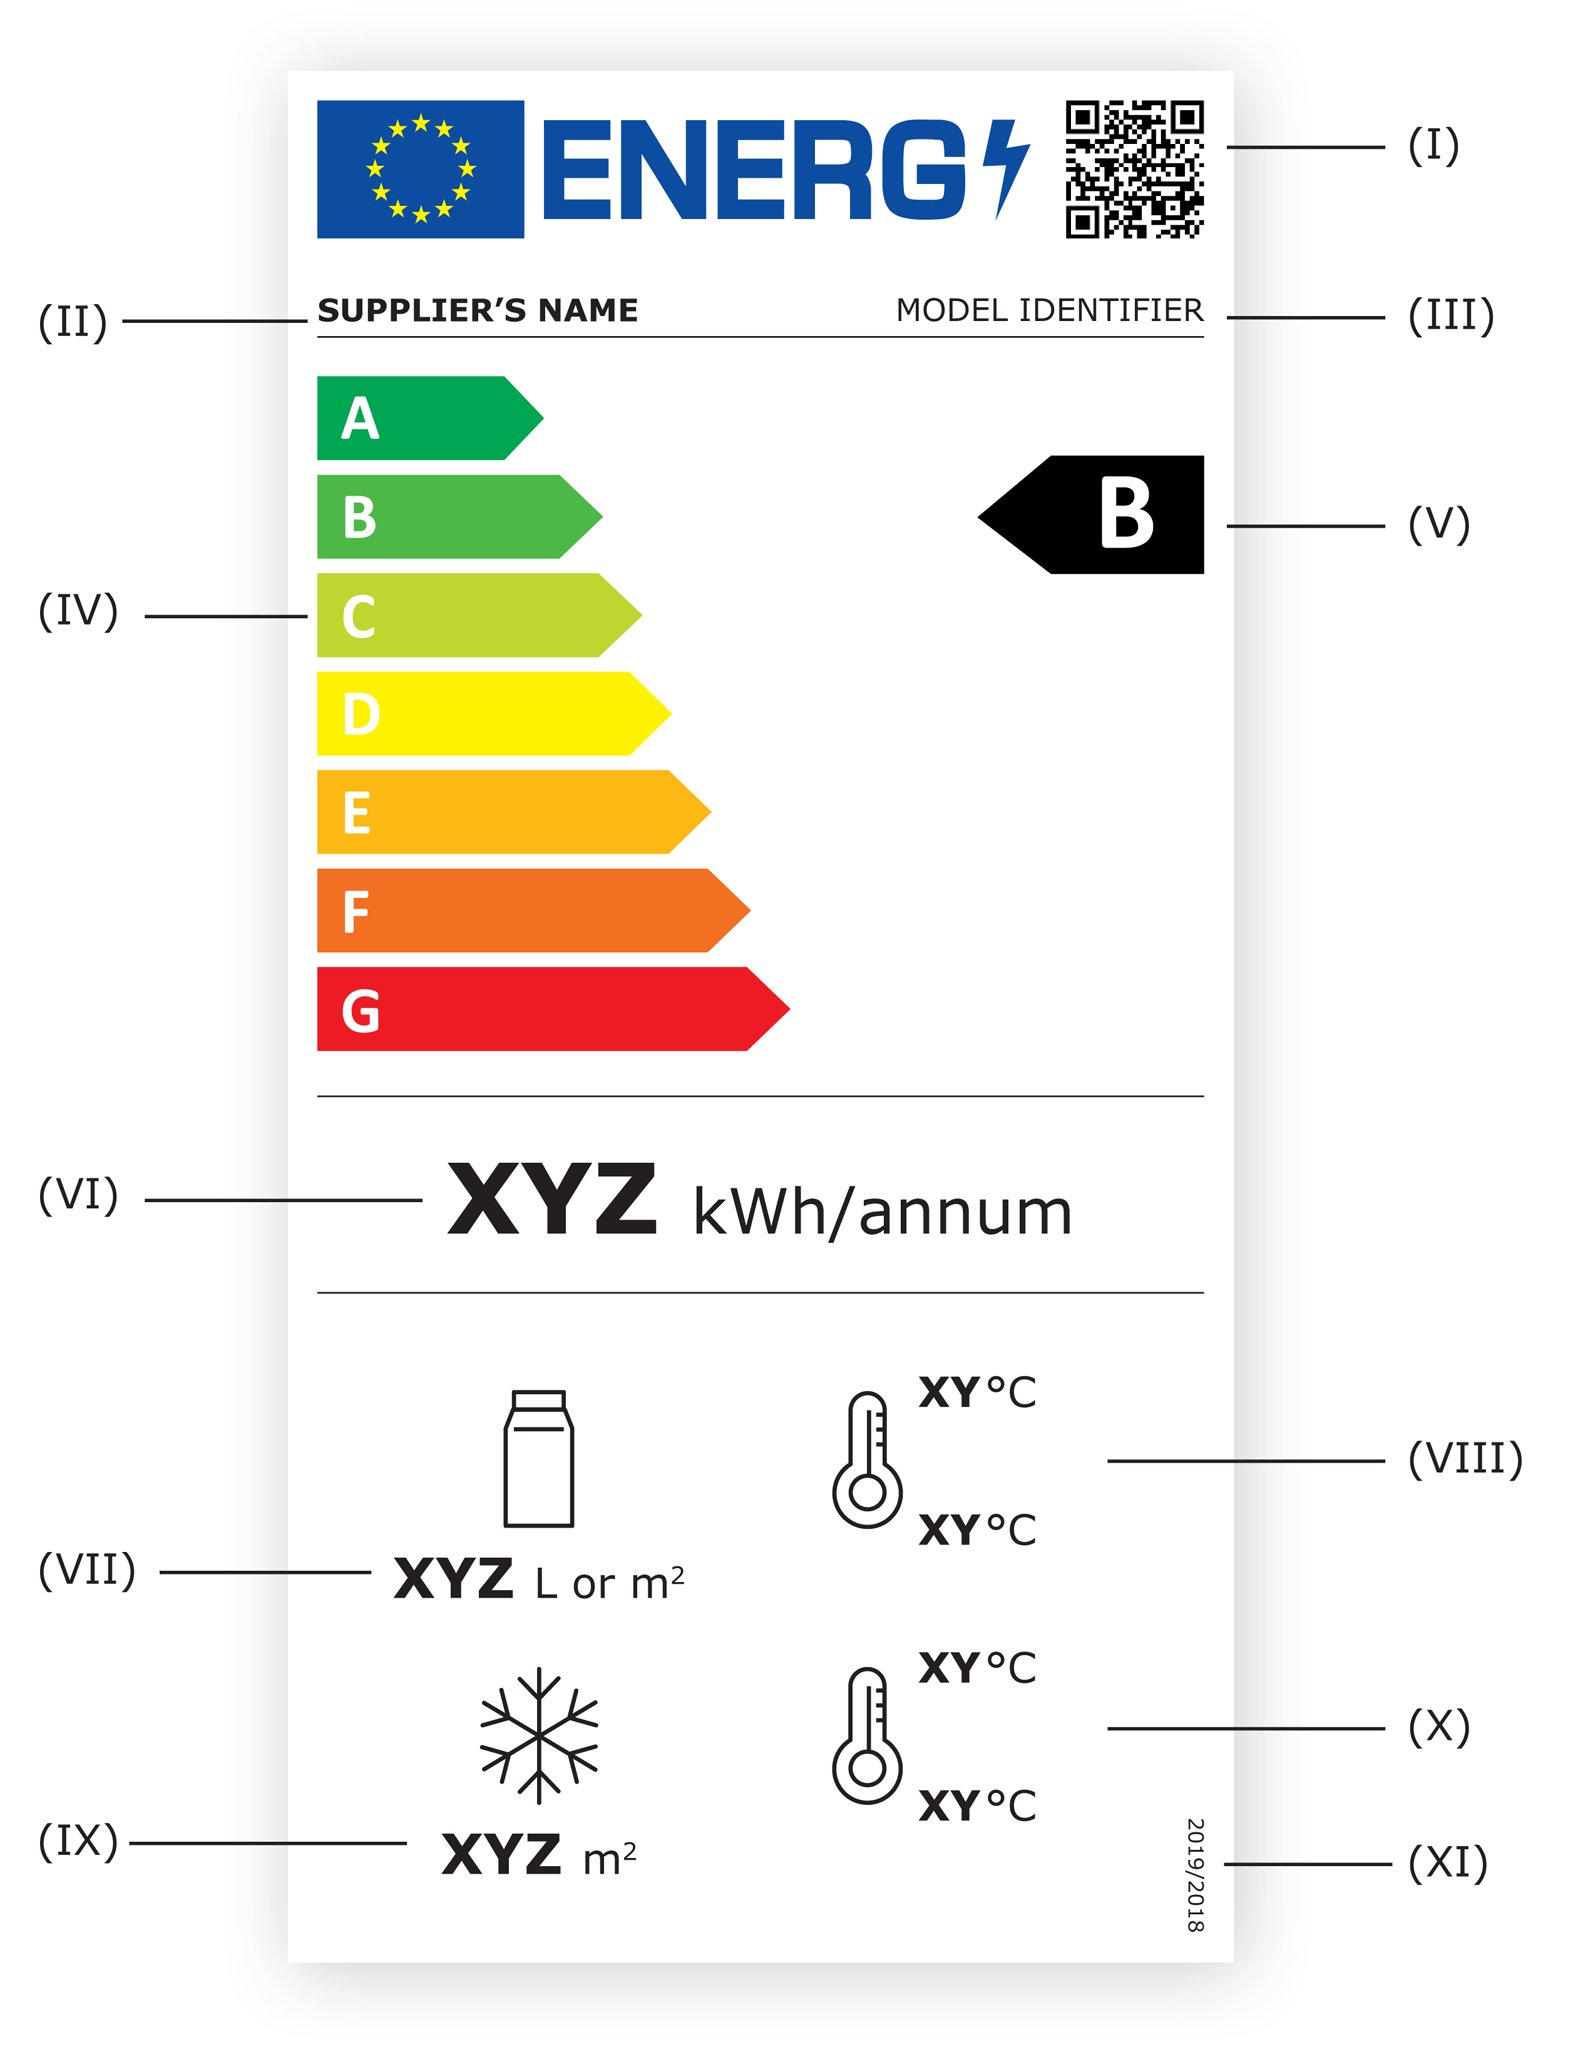 ENERG
(I)
(II)
SUPPLIER’S NAME
MODEL IDENTIFIER
(III)
A
B
B
(V)
(IV)
C
D
E
F
G
(VI)
XYZ kWh/annum
XY°C
(VIII)
XY°C
(VII)
XYZ L or m²
XY°C
(X)
XY°C
(IX)
XYZ m²
2019/2018
(XI)